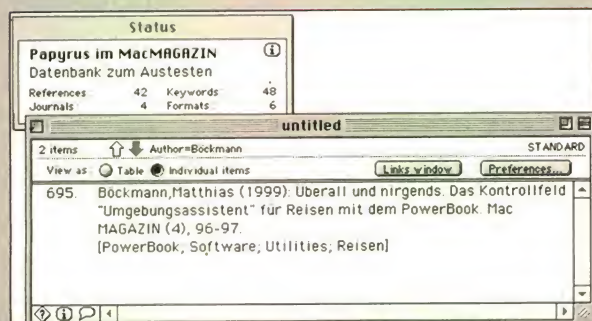 Status
Papyrus im MacMAGAZIN
Datenbank zum Austesten
References 42 Keywords 48
Journals 4 Formats 6
untitled
2 items Author=Böckmann STANDARD
View as: Table Individual items Links window Preferences...
695. Böckmann,Matthias (1999): Überall und nirgends. Das Kontrollfeld
"Umgebungsassistent" für Reisen mit dem PowerBook. Mac
MAGAZIN (4), 96-97.
[PowerBook; Software; Utilities; Reisen]